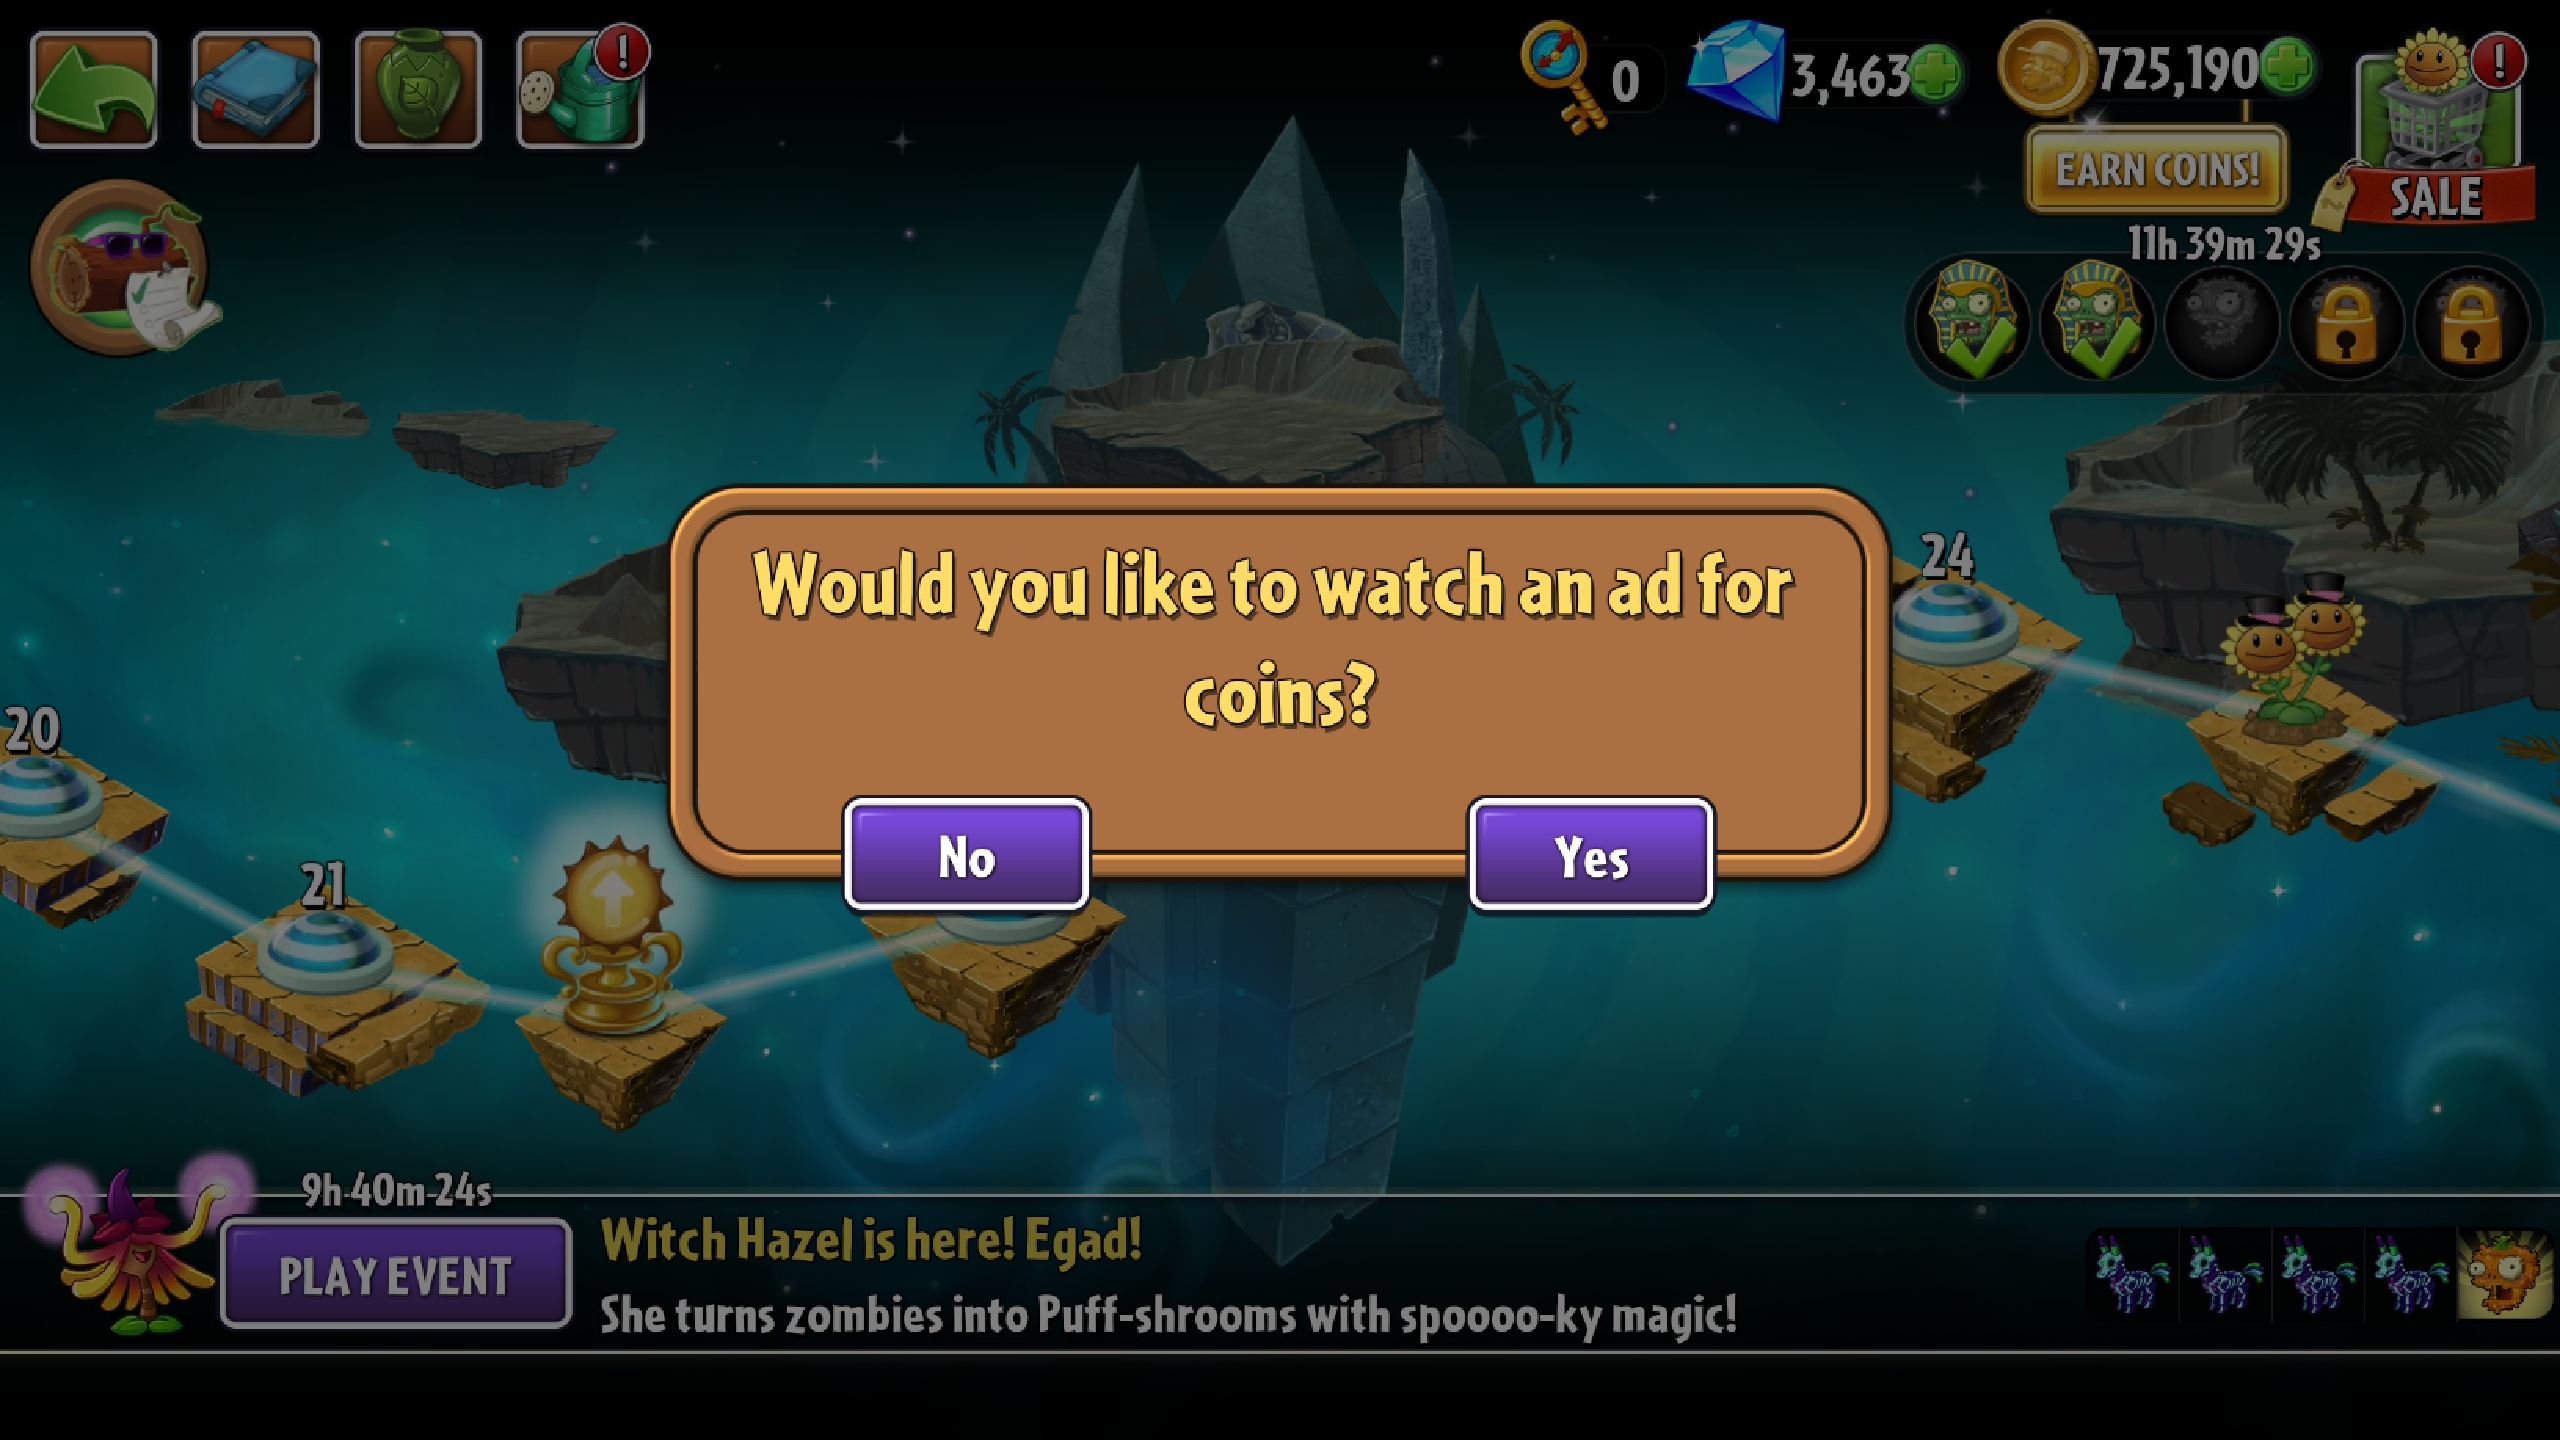 0
3,463
725,190
EARN COINS!
SALE
11h 39m 29s
Would you like to watch an ad for
coins?
No
Yes
24
20
21
9h 40m 24s
PLAY EVENT
Witch Hazel is here! Egad!
She turns zombies into Puff-shrooms with spoooo-ky magic!